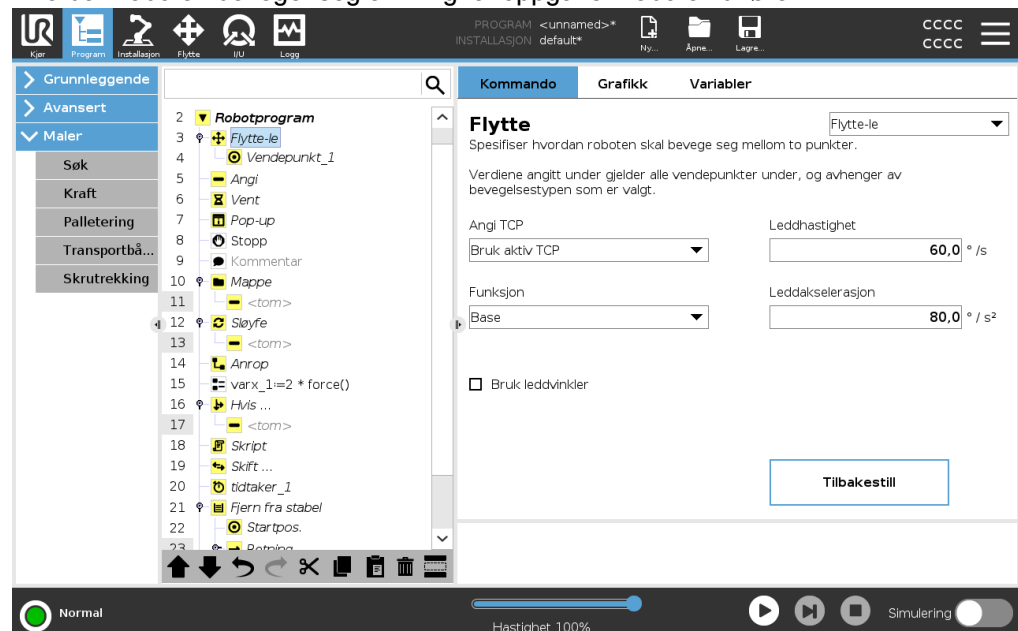 PROGRAM <unnamed>*
INSTALLASJON default*
CCCC
CCCC
Kjør
Program
Installasjon
Flytte
I/U
Logg
Ny...
Åpne...
Lagre...
Grunnleggende
Avansert
Maler
Søk
Kraft
Palletering
Transportbå...
Skrutrekking
2 Robotprogram
3 Flytte-le
4 Vendepunkt_1
5 Angi
6 Vent
7 Pop-up
8 Stopp
9 Kommentar
10 Mappe
11 <tom>
12 Sløyfe
13 <tom>
14 Anrop
15 varx_1:=2 * force()
16 Hvis ...
17 <tom>
18 Skript
19 Skift ...
20 tidtaker_1
21 Fjern fra stabel
22 Startpos.
23 Retning
Kommando
Grafikk
Variabler
Flytte
Flytte-le
Spesifiser hvordan roboten skal bevege seg mellom to punkter.
Verdiene angitt under gjelder alle vendepunkter under, og avhenger av
bevegelsestypen som er valgt.
Angi TCP
Leddhastighet
Bruk aktiv TCP
60,0 °/s
Funksjon
Leddakselerasjon
Base
80,0 °/ s²
Bruk leddvinkler
Tilbakestill
Normal
Hastighet 100%
Simulering